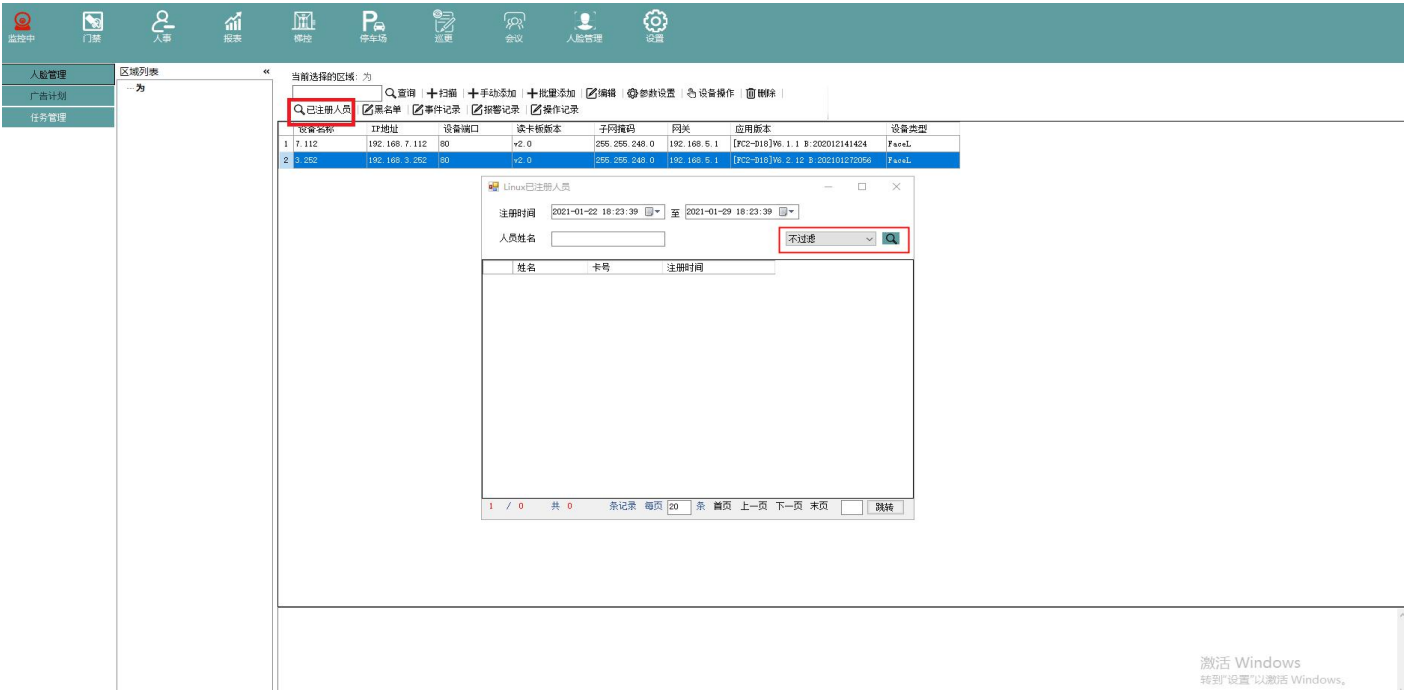 监控中 门禁 人事 报表 梯控 停车场 巡更 会议 人脸管理 设置
人脸管理
广告计划
任务管理
区域列表 «
为
当前选择的区域: 为
查询 扫描 手动添加 批量添加 编辑 参数设置 设备操作 删除
已注册人员 黑名单 事件记录 报警记录 操作记录
设备名称 IP地址 设备端口 读卡板版本 子网掩码 网关 应用版本 设备类型
1 7.112 192.168.7.112 80 v2.0 255.255.248.0 192.168.5.1 [FC2-D18]V6.1.1 B:202012141424 FaceL
2 3.252 192.168.3.252 80 v2.0 255.255.248.0 192.168.5.1 [FC2-D18]V6.2.12 B:202101272056 FaceL
Linux已注册人员
注册时间 2021-01-22 18:23:39 至 2021-01-29 18:23:39
人员姓名 不过滤
姓名 卡号 注册时间
1 / 0 共 0 条记录 每页 20 条 首页 上一页 下一页 末页 跳转
激活 Windows
转到"设置"以激活 Windows。